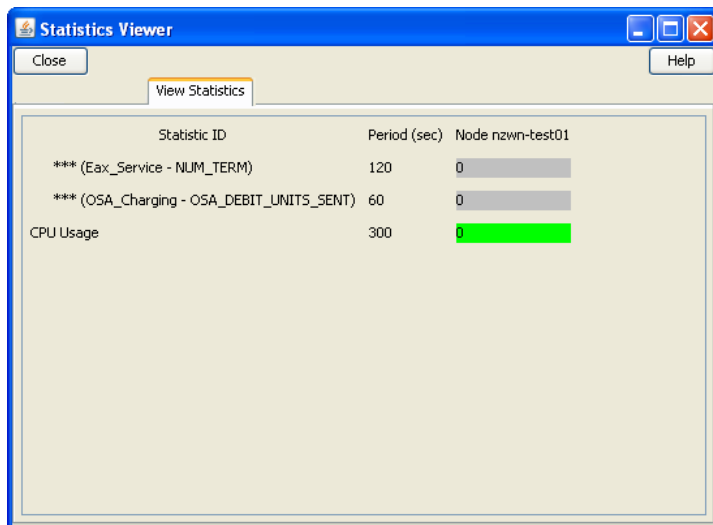 Statistics Viewer
Close Help
View Statistics
Statistic ID Period (sec) Node nzwn-test01
*** (Eax_Service - NUM_TERM) 120 0
*** (OSA_Charging - OSA_DEBIT_UNITS_SENT) 60 0
CPU Usage 300 0